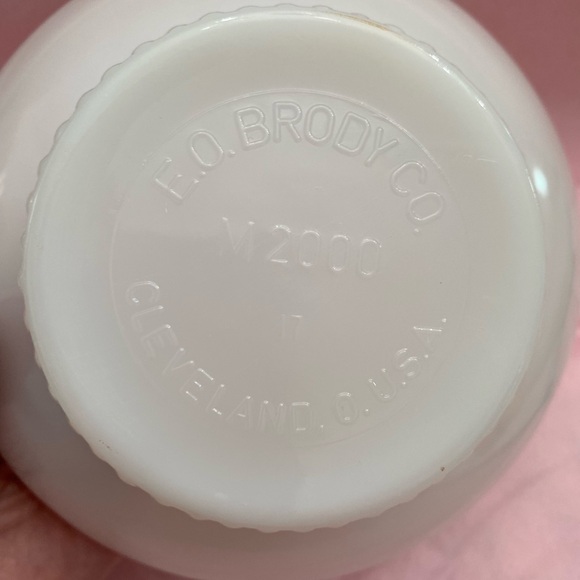 E.O. BRODY CO.
M2000
CLEVELAND, O. U.S.A.